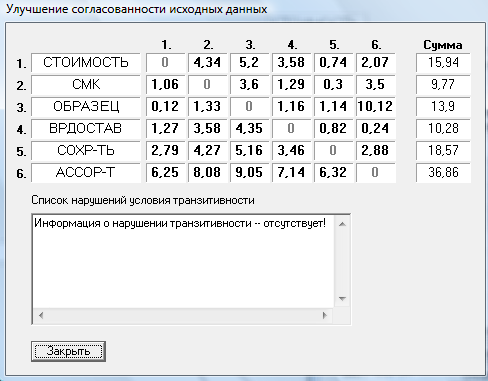 Улучшение согласованности исходных данных
1. 2. 3. 4. 5. 6. Сумма
1. СТОИМОСТЬ 0 4,34 5,2 3,58 0,74 2,07 15,94
2. СМК 1,06 0 3,6 1,29 0,3 3,5 9,77
3. ОБРАЗЕЦ 0,12 1,33 0 1,16 1,14 10,12 13,9
4. ВРДОСТАВ 1,27 3,58 4,35 0 0,82 0,24 10,28
5. СОХР-ТЬ 2,79 4,27 5,16 3,46 0 2,88 18,57
6. АССОР-Т 6,25 8,08 9,05 7,14 6,32 0 36,86
Список нарушений условия транзитивности
Информация о нарушении транзитивности -- отсутствует!
Закрыть